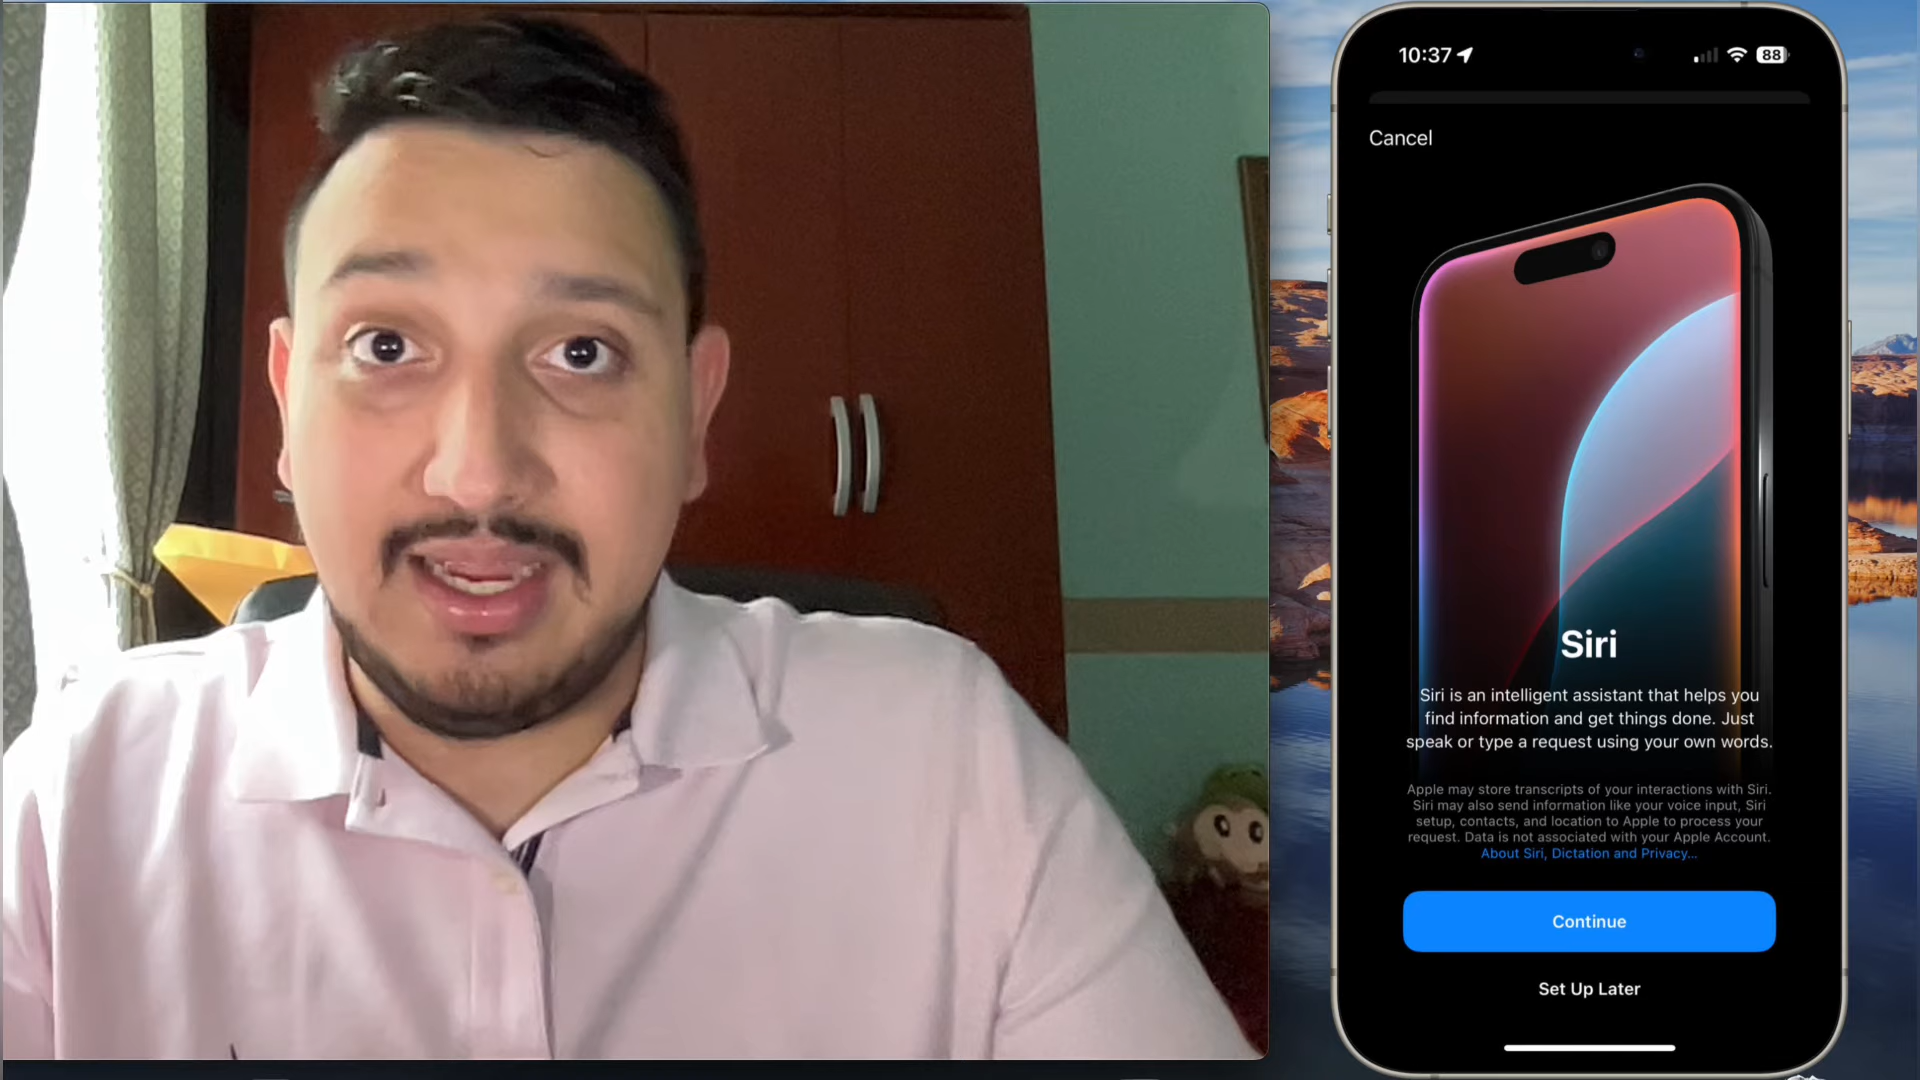 10:37
88
Cancel
Siri
Siri is an intelligent assistant that helps you
find information and get things done. Just
speak or type a request using your own words.
Apple may store transcripts of your interactions with Siri.
Siri may also send information like your voice input, Siri
setup, contacts, and location to Apple to process your
request. Data is not associated with your Apple Account.
About Siri, Dictation and Privacy...
Continue
Set Up Later